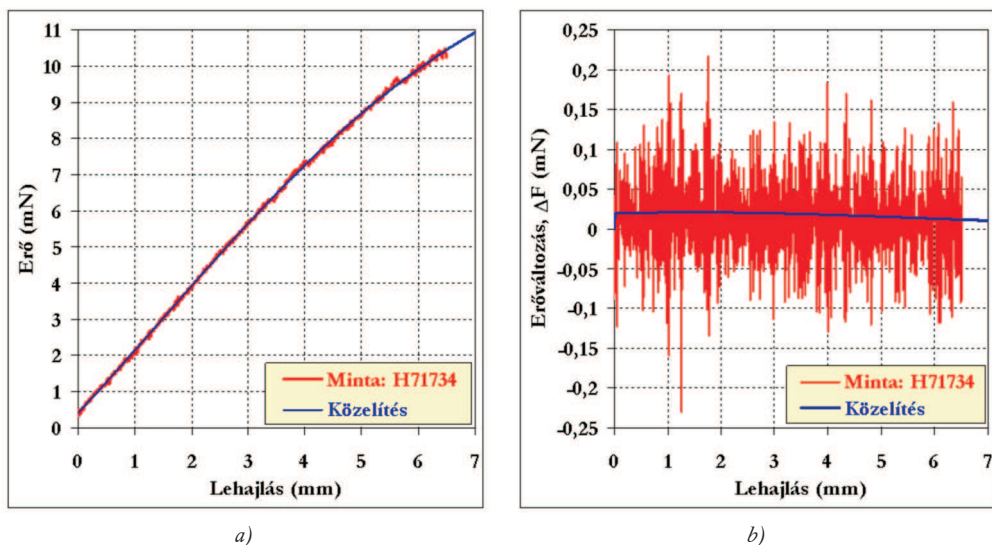 11
10
9
8
7
6
5
4
3
2
1
0
Erő (mN)
Minta: H71734
Közelítés
0 1 2 3 4 5 6 7
Lehajlás (mm)
a)
0,25
0,2
0,15
0,1
0,05
0
-0,05
-0,1
-0,15
-0,2
-0,25
Erőváltozás, ΔF (mN)
Minta: H71734
Közelítés
0 1 2 3 4 5 6 7
Lehajlás (mm)
b)